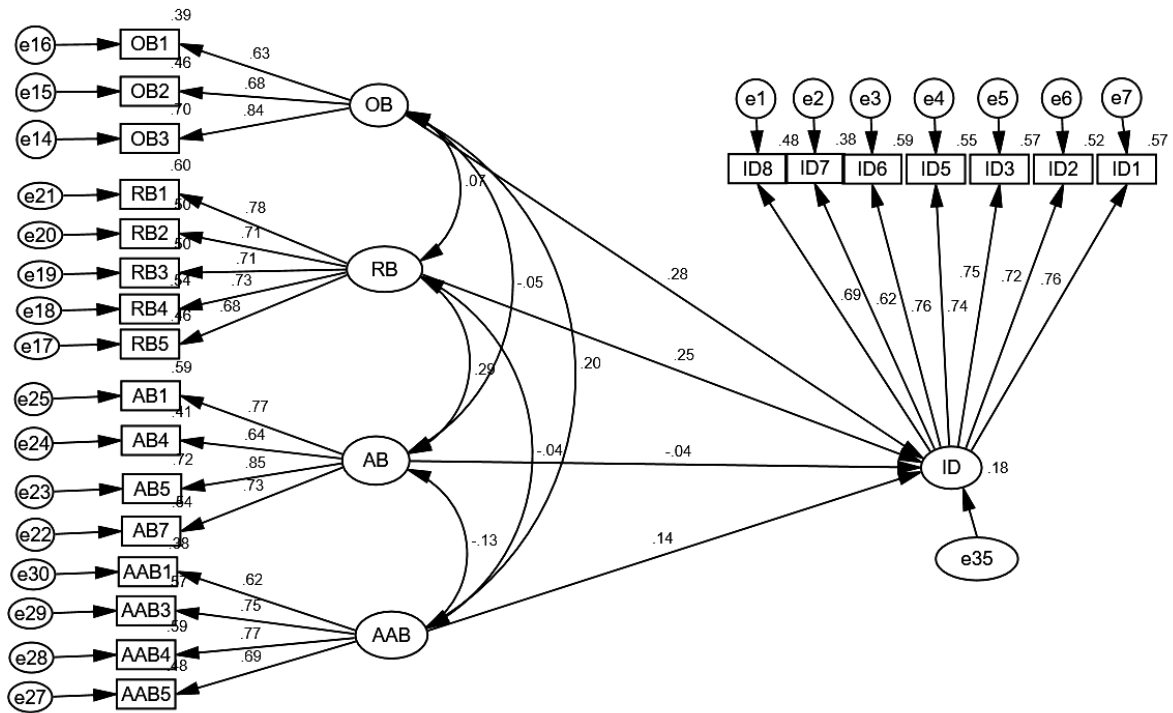 .39
e16 OB1 .63
.46
e15 OB2 .68
.70
e14 OB3 .84
OB
e1 e2 e3 e4 e5 e6 e7
.48 .38 .59 .55 .57 .52 .57
ID8 ID7 ID6 ID5 ID3 ID2 ID1
.60
e21 RB1 .78
.50
e20 RB2 .71
.50
e19 RB3 .71
.54
e18 RB4 .73
.46
e17 RB5 .68
RB
.07
-.05
.28
.20
.25
.29
.69 .62 .76 .74 .75 .72 .76
.59
e25 AB1 .77
.41
e24 AB4 .64
.72
e23 AB5 .85
.54
e22 AB7 .73
AB
-.04
-.04
ID .18
-.13
.14
e35
.38
e30 AAB1 .62
.57
e29 AAB3 .75
.59
e28 AAB4 .77
.48
e27 AAB5 .69
AAB